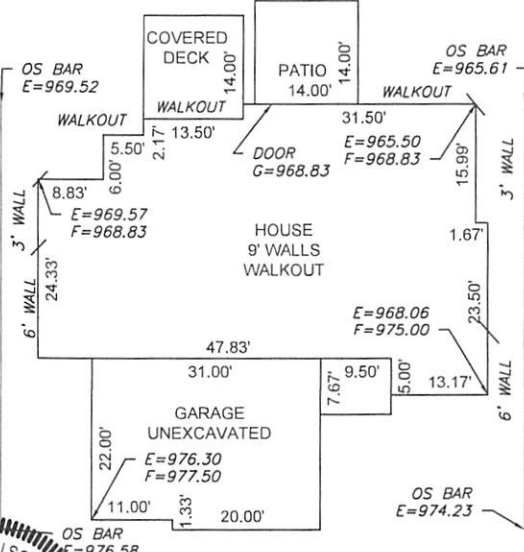 COVERED
DECK
14.00'
PATIO
14.00'
14.00'
OS BAR
E=969.52
OS BAR
E=965.61
WALKOUT
WALKOUT
WALKOUT
13.50'
31.50'
5.50'
2.17'
6.00'
DOOR
G=968.83
E=965.50
F=968.83
15.99'
8.83'
E=969.57
F=968.83
3' WALL
3' WALL
1.67'
HOUSE
9' WALLS
WALKOUT
24.33'
6' WALL
23.50'
E=968.06
F=975.00
47.83'
31.00'
9.50'
7.67'
5.00'
13.17'
6' WALL
GARAGE
UNEXCAVATED
22.00'
E=976.30
F=977.50
11.00'
1.33'
20.00'
OS BAR
E=974.23
OS BAR
E=976.58